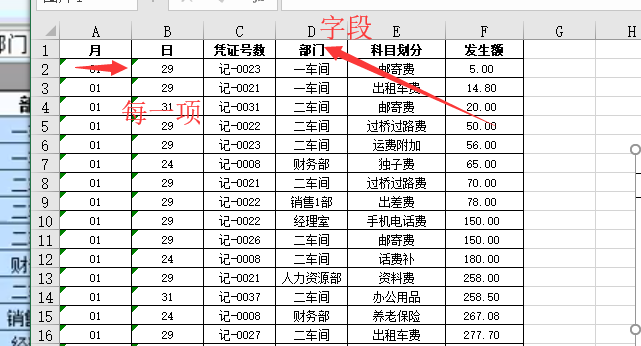 字段
A B C D E F G H
1 月 日 凭证号数 部门 科目划分 发生额
2 01 29 记-0023 一车间 邮寄费 5.00
3 01 29 记-0021 一车间 出租车费 14.80
每一项
4 01 31 记-0031 二车间 邮寄费 20.00
5 01 29 记-0022 二车间 过桥过路费 50.00
6 01 29 记-0023 二车间 运费附加 56.00
7 01 24 记-0008 财务部 独子费 65.00
8 01 29 记-0021 二车间 过桥过路费 70.00
9 01 29 记-0022 销售1部 出差费 78.00
10 01 29 记-0022 经理室 手机电话费 150.00
11 01 29 记-0026 二车间 邮寄费 150.00
12 01 24 记-0008 二车间 话费补 180.00
13 01 29 记-0021 人力资源部 资料费 258.00
14 01 31 记-0037 二车间 办公用品 258.50
15 01 24 记-0008 财务部 养老保险 267.08
16 01 29 记-0027 二车间 出租车费 277.70